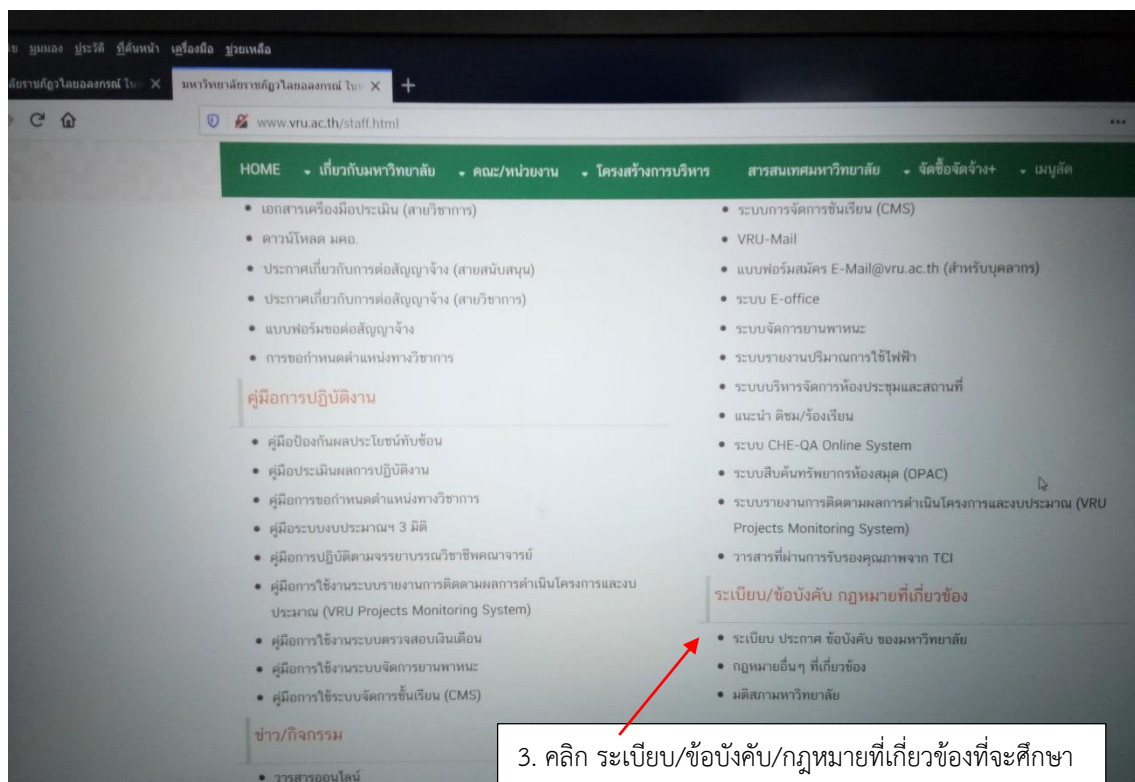 มุมมอง ประวัติ ที่คั่นหน้า เครื่องมือ ช่วยเหลือ
มหาวิทยาลัยราชภัฏวไลยอลงกรณ์ ใน
www.vru.ac.th/staff.html
HOME เกี่ยวกับมหาวิทยาลัย คณะ/หน่วยงาน โครงสร้างการบริหาร สารสนเทศมหาวิทยาลัย จัดซื้อจัดจ้าง+ เมนูลัด
เอกสารเครื่องมือประเมิน (สายวิชาการ)
ดาวน์โหลด มคอ.
ประกาศเกี่ยวกับการต่อสัญญาจ้าง (สายสนับสนุน)
ประกาศเกี่ยวกับการต่อสัญญาจ้าง (สายวิชาการ)
แบบฟอร์มขอต่อสัญญาจ้าง
การขอกำหนดตำแหน่งทางวิชาการ
คู่มือการปฏิบัติงาน
คู่มือป้องกันผลประโยชน์ทับซ้อน
คู่มือประเมินผลการปฏิบัติงาน
คู่มือการขอกำหนดตำแหน่งทางวิชาการ
คู่มือระบบงบประมาณฯ 3 มิติ
คู่มือการปฏิบัติตามจรรยาบรรณวิชาชีพคณาจารย์
คู่มือการใช้งานระบบรายงานการติดตามผลการดำเนินโครงการและงบ
ประมาณ (VRU Projects Monitoring System)
คู่มือการใช้งานระบบตรวจสอบเงินเดือน
คู่มือการใช้งานระบบจัดการยานพาหนะ
คู่มือการใช้ระบบจัดการชั้นเรียน (CMS)
ข่าว/กิจกรรม
วารสารออนไลน์
ระบบการจัดการชั้นเรียน (CMS)
VRU-Mail
แบบฟอร์มสมัคร E-Mail@vru.ac.th (สำหรับบุคลากร)
ระบบ E-office
ระบบจัดการยานพาหนะ
ระบบรายงานปริมาณการใช้ไฟฟ้า
ระบบบริหารจัดการห้องประชุมและสถานที่
แนะนำ ติชม/ร้องเรียน
ระบบ CHE-QA Online System
ระบบสืบค้นทรัพยากรห้องสมุด (OPAC)
ระบบรายงานการติดตามผลการดำเนินโครงการและงบประมาณ (VRU
Projects Monitoring System)
วารสารที่ผ่านการรับรองคุณภาพจาก TCI
ระเบียบ/ข้อบังคับ กฎหมายที่เกี่ยวข้อง
ระเบียบ ประกาศ ข้อบังคับ ของมหาวิทยาลัย
กฎหมายอื่นๆ ที่เกี่ยวข้อง
มติสภามหาวิทยาลัย
3. คลิก ระเบียบ/ข้อบังคับ/กฎหมายที่เกี่ยวข้องที่จะศึกษา